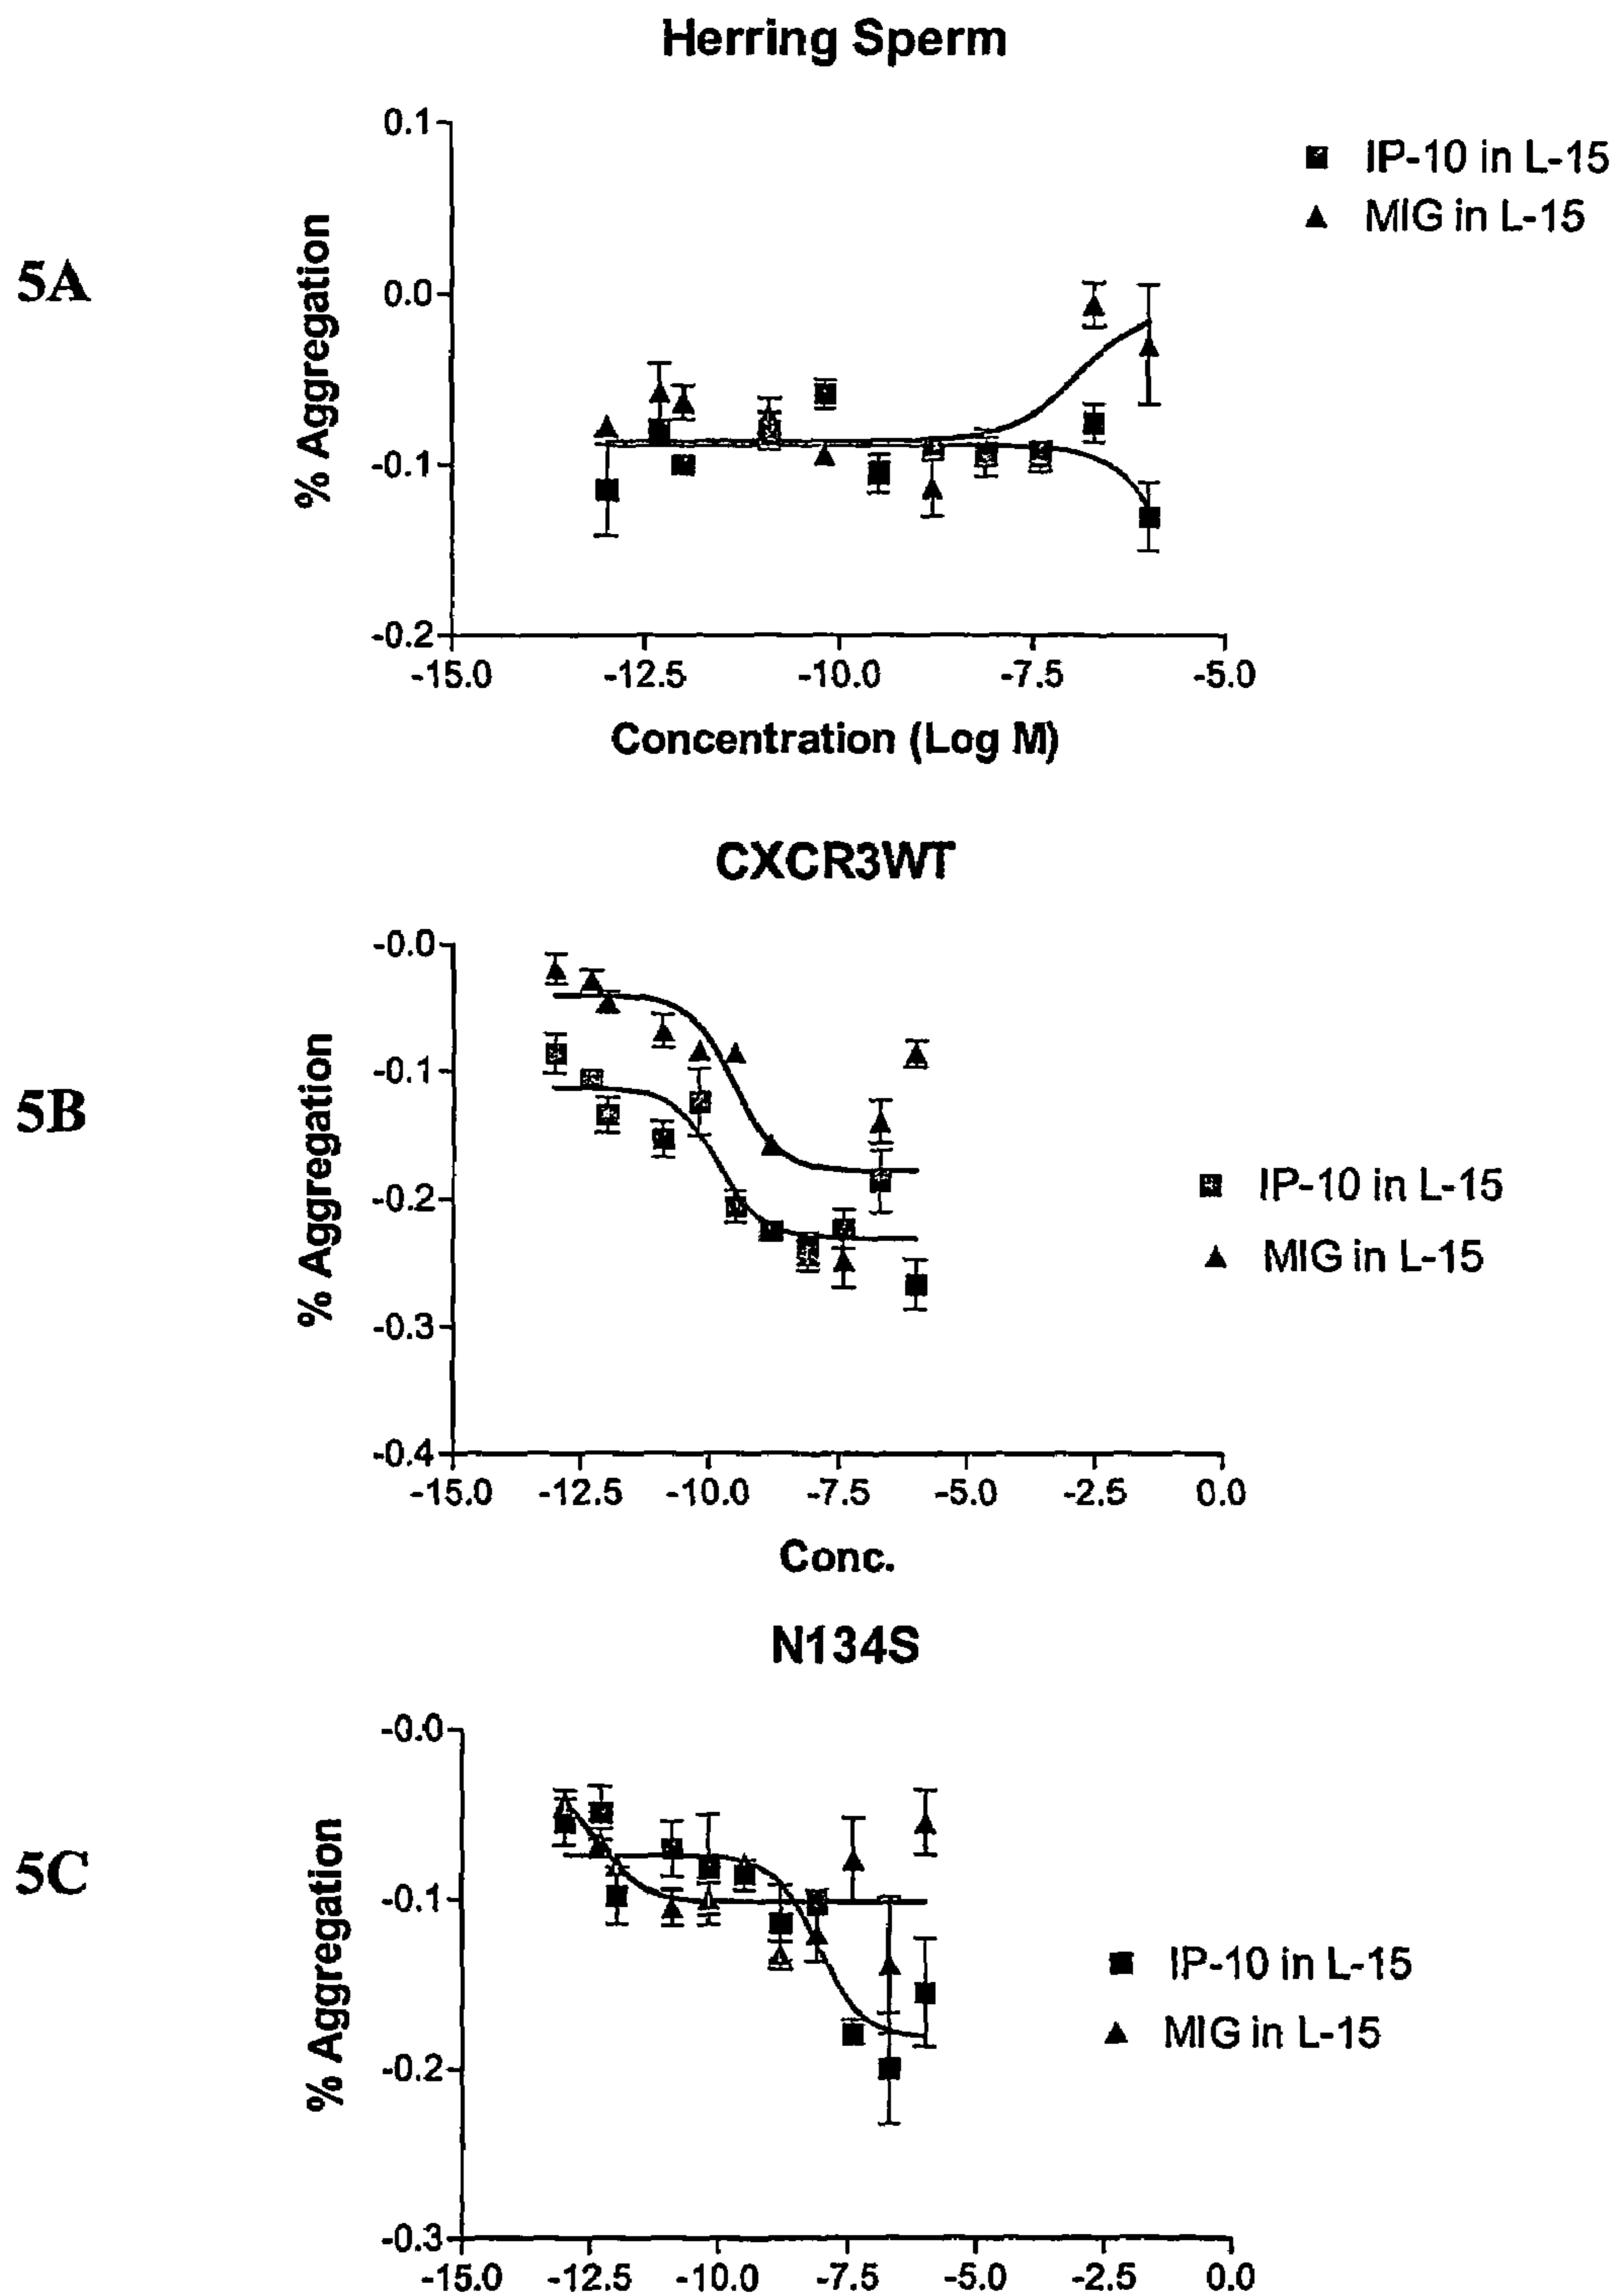 Herring Sperm
5A
% Aggregation
0.1
0.0
-0.1
-0.2
-15.0 -12.5 -10.0 -7.5 -5.0
Concentration (Log M)
IP-10 in L-15
MIG in L-15
CXCR3WT
5B
% Aggregation
-0.0
-0.1
-0.2
-0.3
-0.4
-15.0 -12.5 -10.0 -7.5 -5.0 -2.5 0.0
Conc.
IP-10 in L-15
MIG in L-15
N134S
5C
% Aggregation
-0.0
-0.1
-0.2
-0.3
-15.0 -12.5 -10.0 -7.5 -5.0 -2.5 0.0
IP-10 in L-15
MIG in L-15